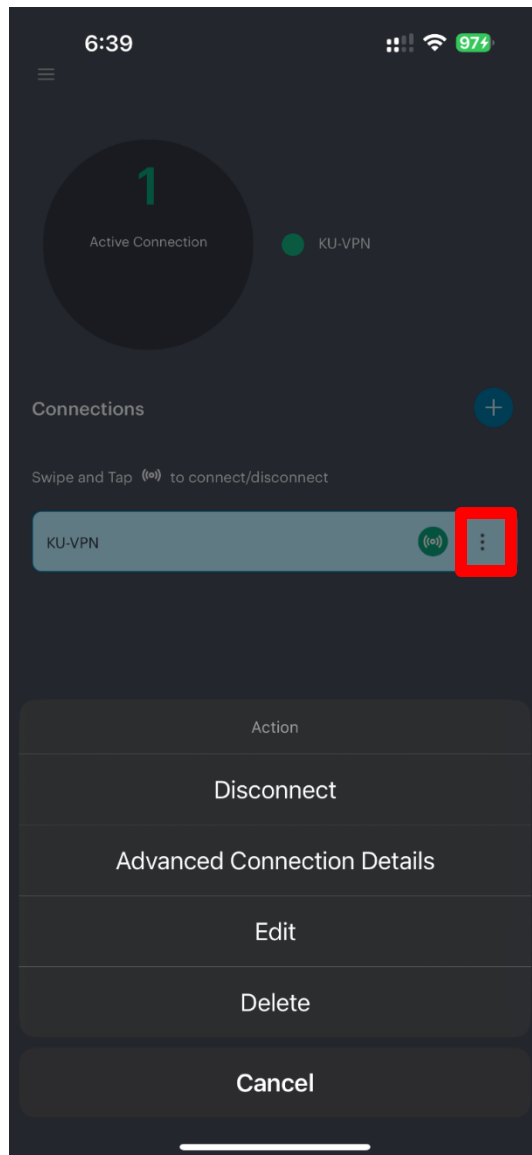 6:39
97
1
Active Connection
KU-VPN
Connections
Swipe and Tap to connect/disconnect
KU-VPN
Action
Disconnect
Advanced Connection Details
Edit
Delete
Cancel